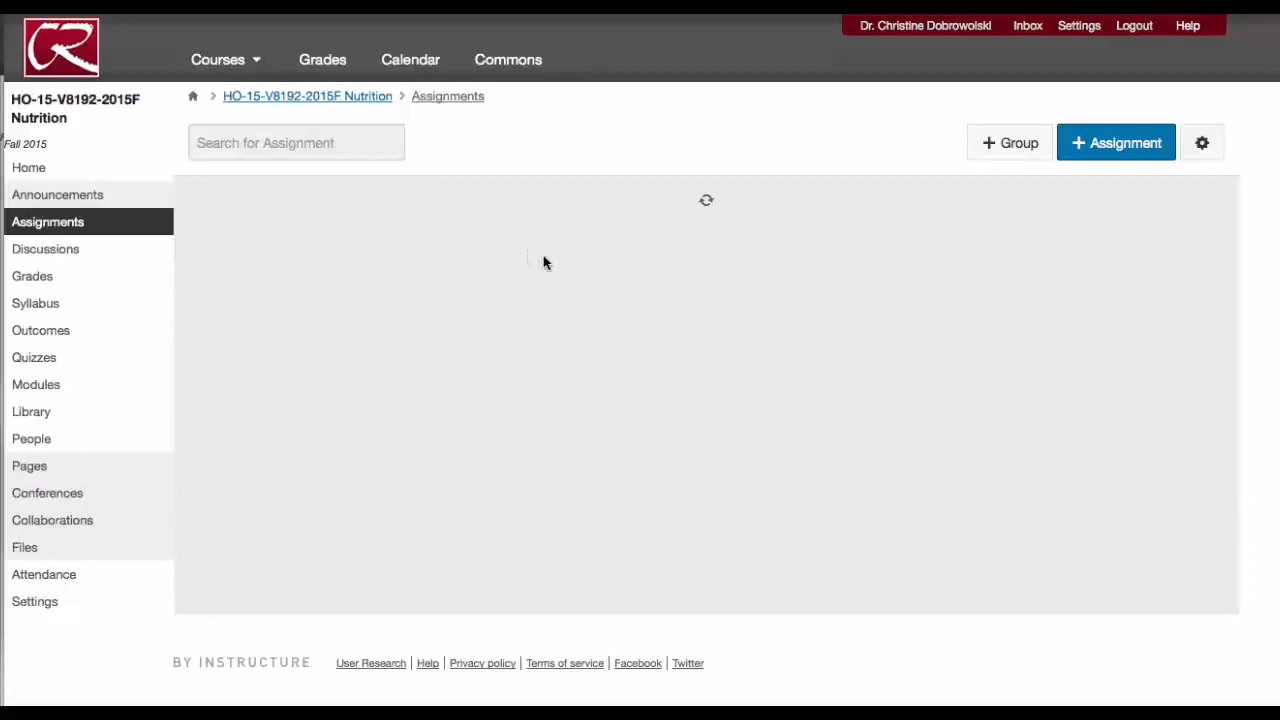 Dr. Christine Dobrowolski Inbox Settings Logout Help
CR
Courses Grades Calendar Commons
HO-15-V8192-2015F
Nutrition
Fall 2015
Home
Announcements
Assignments
Discussions
Grades
Syllabus
Outcomes
Quizzes
Modules
Library
People
Pages
Conferences
Collaborations
Files
Attendance
Settings
HO-15-V8192-2015F Nutrition > Assignments
Search for Assignment
+ Group + Assignment
BY INSTRUCTURE User Research | Help | Privacy policy | Terms of service | Facebook | Twitter